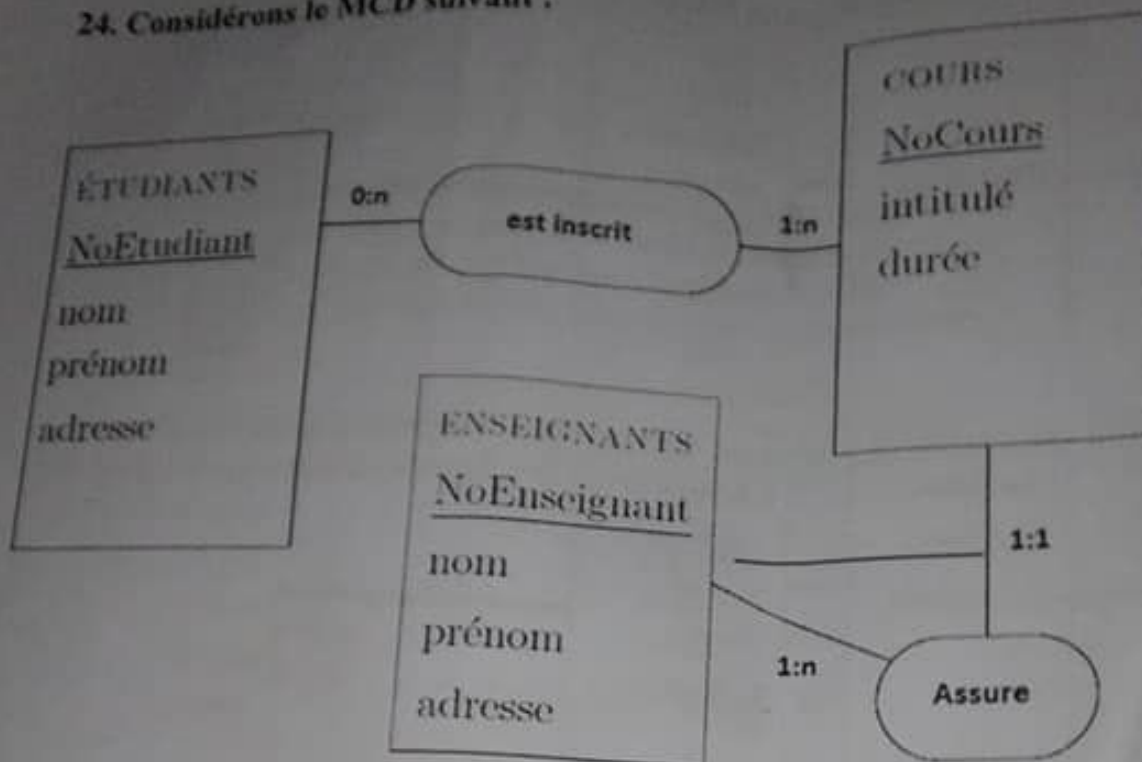 24. Considérons le MCD suivant :
ÉTUDIANTS
NoEtudiant
nom
prénom
adresse
0:n
est inscrit
1:n
COURS
NoCours
intitulé
durée
ENSEIGNANTS
NoEnseignant
nom
prénom
adresse
1:n
1:1
Assure